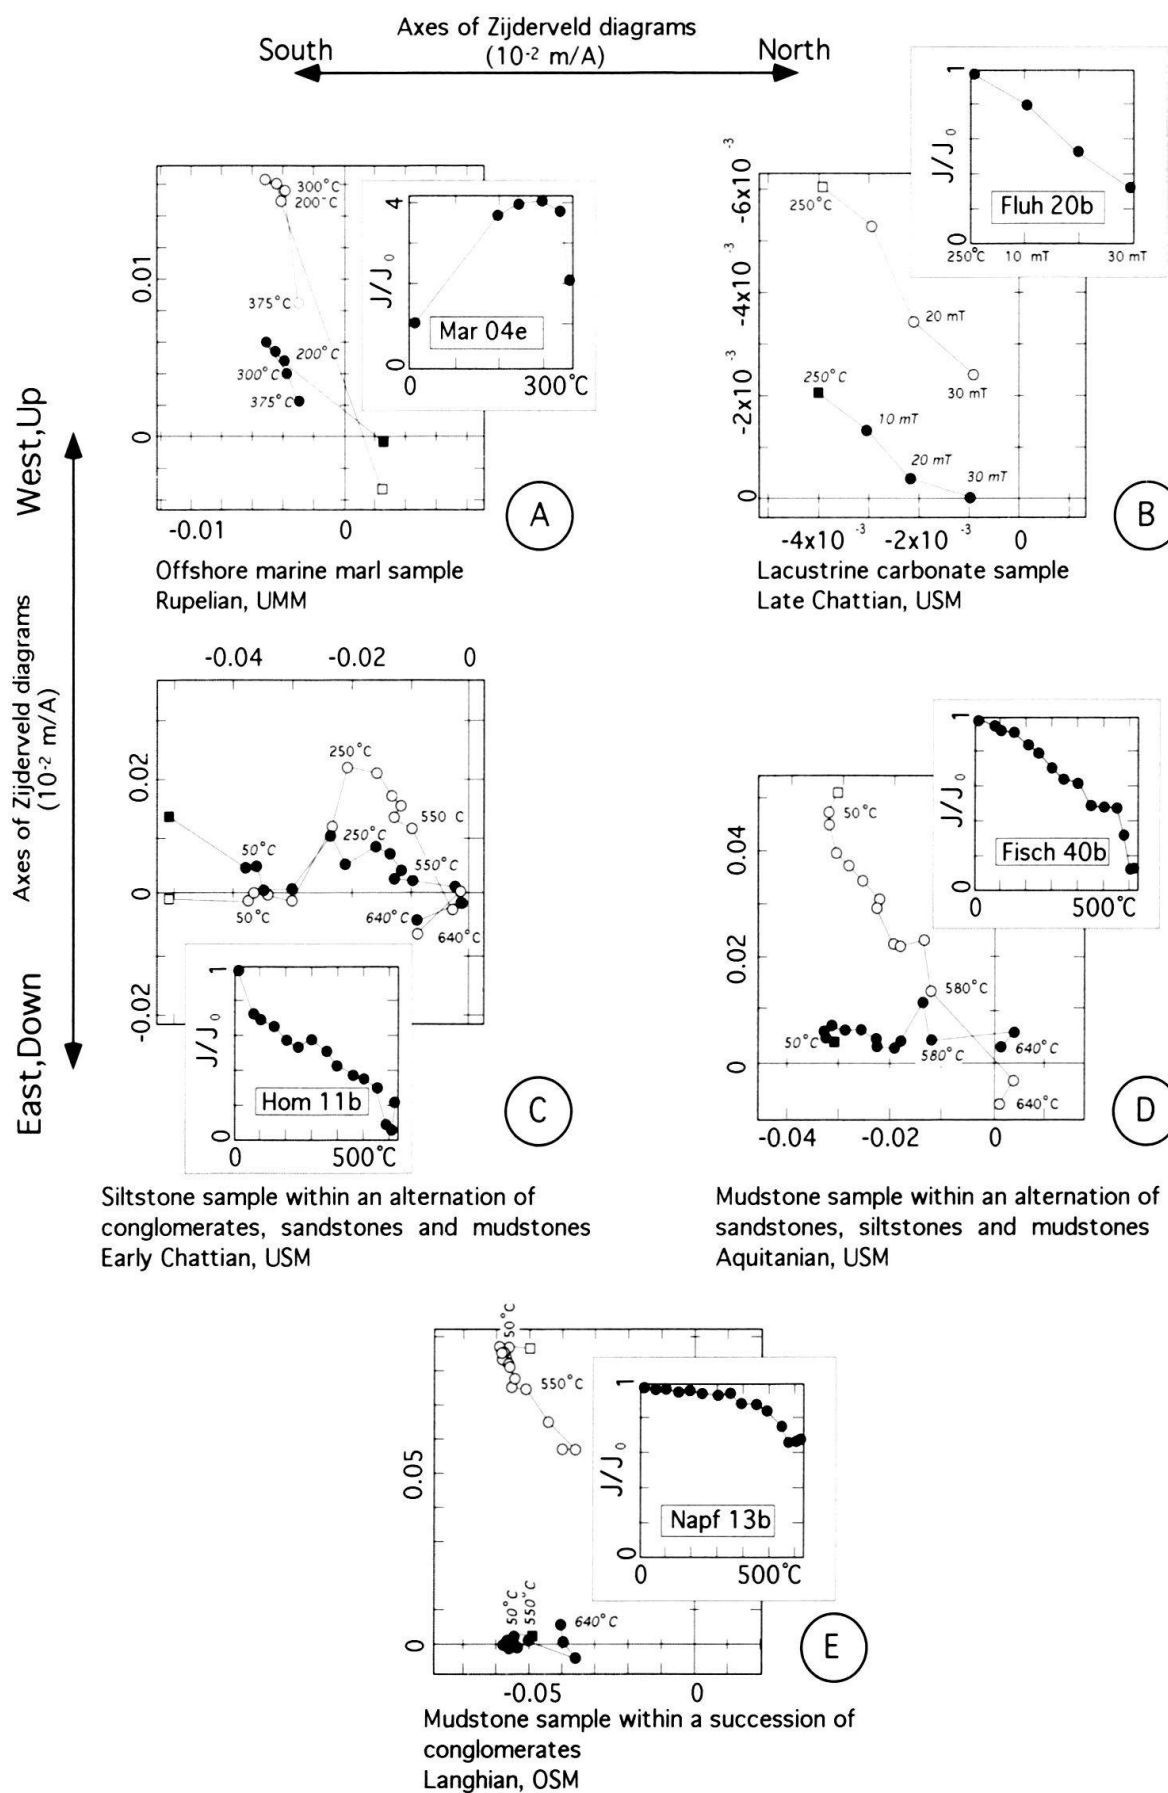 Axes of Zijderveld diagrams
South
North
(10-2 m/A)
West,Up
East,Down
Axes of Zijderveld diagrams
(10-2 m/A)
300°C
200°C
375°C
200°C
300°C
375°C
0.01
0
-0.01
0
4
J/J0
0
Mar 04e
0
300°C
A
Offshore marine marl sample
Rupelian, UMM
1
J/J0
0
Fluh 20b
250°C
10 mT
30 mT
-6x10 -3
-4x10 -3
-2x10 -3
0
250°C
20 mT
30 mT
250°C
10 mT
20 mT
30 mT
-4x10 -3
-2x10 -3
0
B
Lacustrine carbonate sample
Late Chattian, USM
-0.04
-0.02
0
0.02
0
-0.02
250°C
550 C
50°C
250°C
550°C
50°C
640°C
640°C
1
J/J0
0
Hom 11b
0
500°C
C
Siltstone sample within an alternation of
conglomerates, sandstones and mudstones
Early Chattian, USM
1
J/J0
0
Fisch 40b
500°C
0
0.04
0.02
0
50°C
580°C
50°C
580°C
640°C
640°C
-0.04
-0.02
0
D
Mudstone sample within an alternation of
sandstones, siltstones and mudstones
Aquitanian, USM
50°C
550°C
0.05
0
1
J/J0
0
Napf 13b
0
500°C
50°C
550°C
640°C
-0.05
0
E
Mudstone sample within a succession of
conglomerates
Langhian, OSM